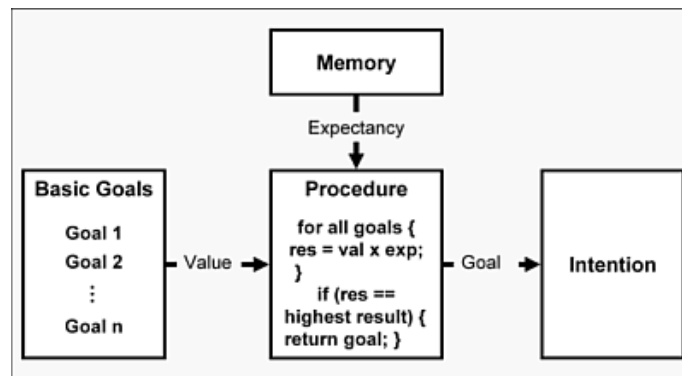 Memory
Expectancy
Basic Goals
Goal 1
Goal 2
⋮
Goal n
Value
Procedure
for all goals {
res = val x exp;
}
if (res ==
highest result) {
return goal; }
Goal
Intention